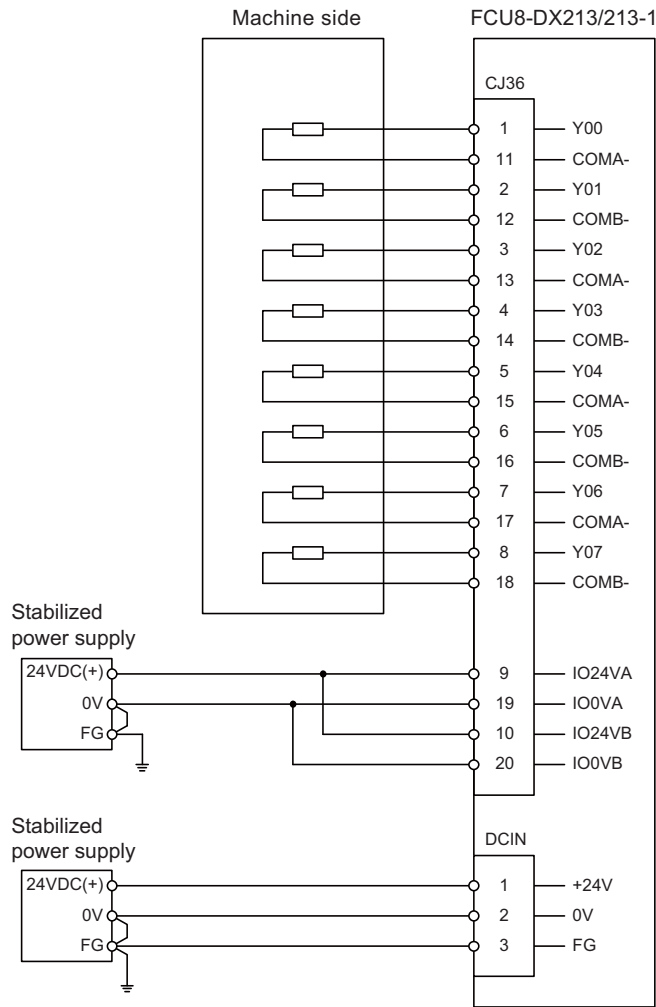 Machine side
FCU8-DX213/213-1
CJ36
1 Y00
11 COMA-
2 Y01
12 COMB-
3 Y02
13 COMA-
4 Y03
14 COMB-
5 Y04
15 COMA-
6 Y05
16 COMB-
7 Y06
17 COMA-
8 Y07
18 COMB-
Stabilized
power supply
24VDC(+) 9 IO24VA
0V 19 IO0VA
FG 10 IO24VB
20 IO0VB
Stabilized
power supply
DCIN
24VDC(+) 1 +24V
0V 2 0V
FG 3 FG